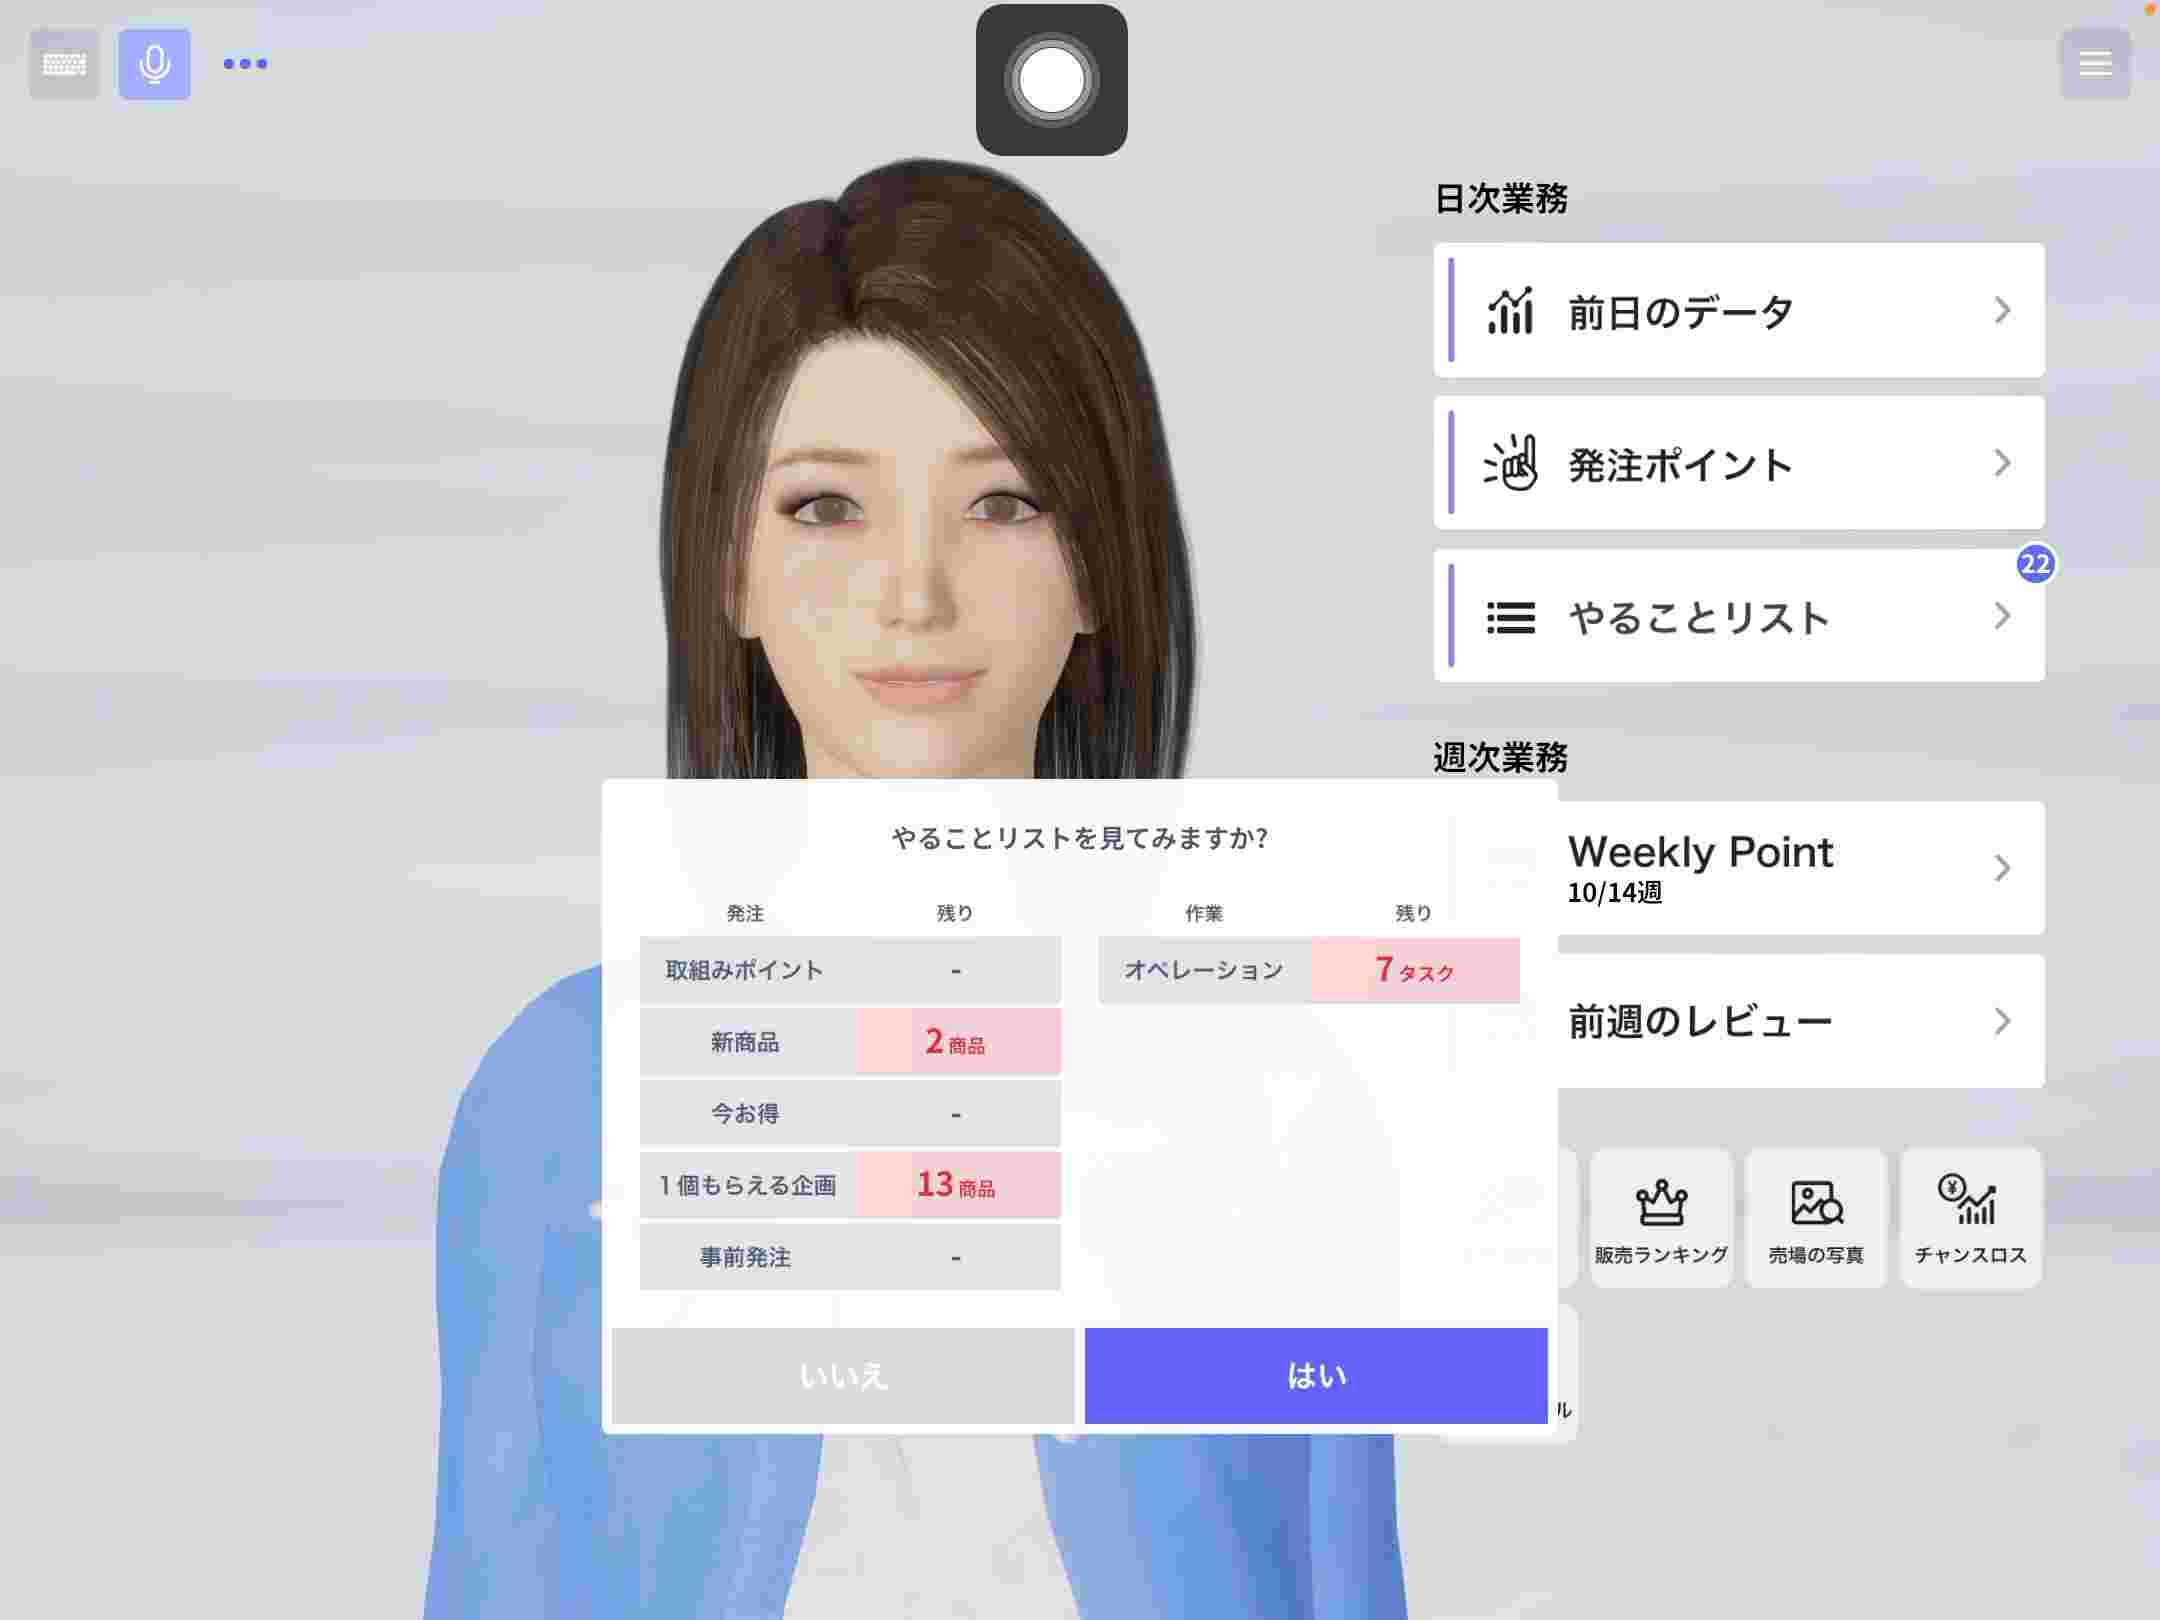 日次業務
前日のデータ
発注ポイント
22
やることリスト
週次業務
Weekly Point
10/14週
前週のレビュー
やることリストを見てみますか?
発注 残り
取組みポイント -
新商品 2商品
今お得 -
1個もらえる企画 13商品
事前発注 -
作業 残り
オペレーション 7タスク
いいえ
はい
販売ランキング
売場の写真
チャンスロス
ル